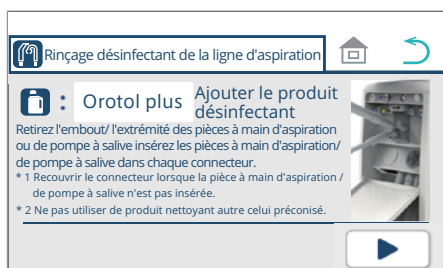 Rinçage désinfectant de la ligne d'aspiration
: Orotol plus Ajouter le produit
désinfectant
Retirez l'embout/ l'extrémité des pièces à main d'aspiration
ou de pompe à salive insérez les pièces à main d'aspiration/
de pompe à salive dans chaque connecteur.
* 1 Recouvrir le connecteur lorsque la pièce à main d'aspiration /
de pompe à salive n'est pas insérée.
* 2 Ne pas utiliser de produit nettoyant autre celui préconisé.